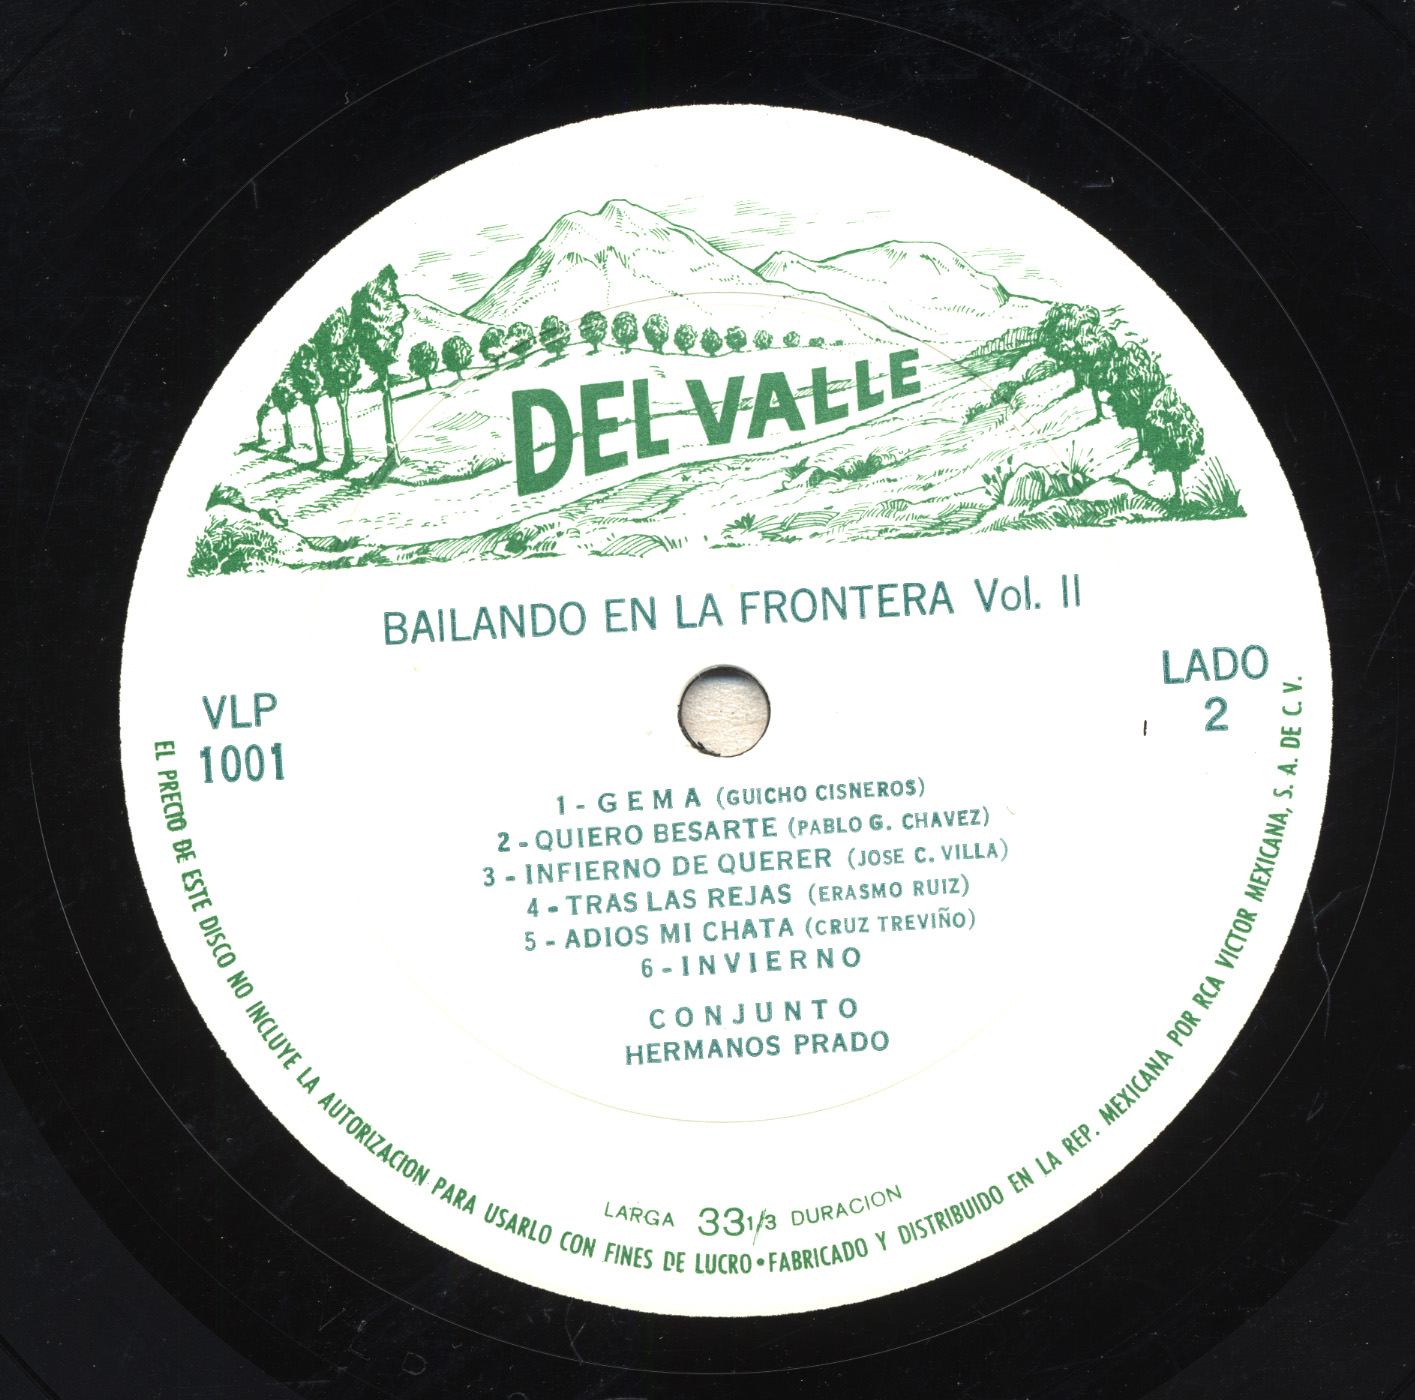 DEL VALLE
BAILANDO EN LA FRONTERA Vol. II
VLP
1001
LADO
2
1 - GEMA (GUICHO CISNEROS)
2 - QUIERO BESARTE (PABLO G. CHAVEZ)
3 - INFIERNO DE QUERER (JOSE C. VILLA)
4 - TRAS LAS REJAS (ERASMO RUIZ)
5 - ADIOS MI CHATA (CRUZ TREVIÑO)
6 - INVIERNO
CONJUNTO
HERMANOS PRADO
LARGA 33 1/3 DURACION
EL PRECIO DE ESTE DISCO NO INCLUYE LA AUTORIZACION PARA USARLO CON FINES DE LUCRO • FABRICADO Y DISTRIBUIDO EN LA REP. MEXICANA POR RCA VICTOR MEXICANA, S. A. DE C. V.